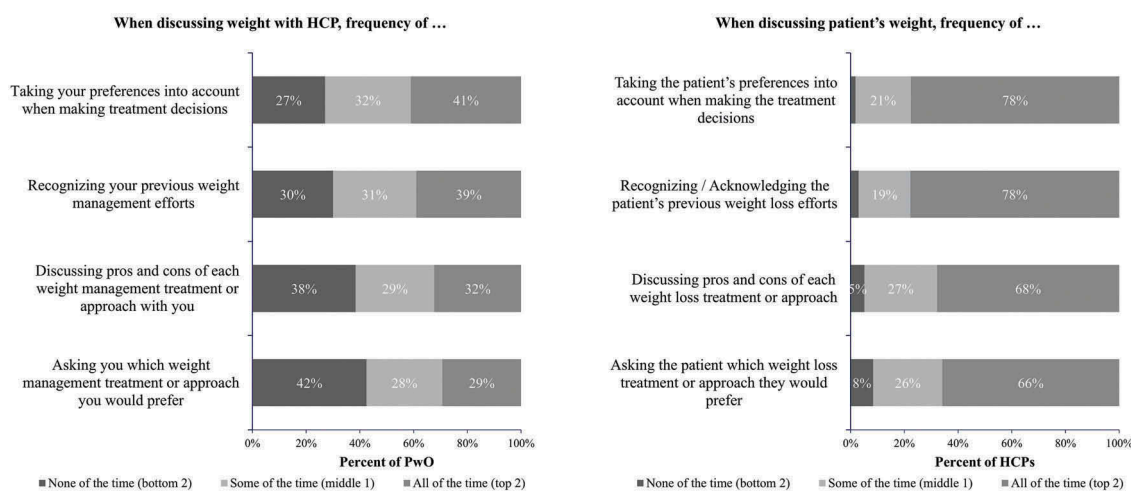 When discussing weight with HCP, frequency of …
Taking your preferences into account
when making treatment decisions
27%
32%
41%
Recognizing your previous weight
management efforts
30%
31%
39%
Discussing pros and cons of each
weight management treatment or
approach with you
38%
29%
32%
Asking you which weight
management treatment or approach
you would prefer
42%
28%
29%
0%
20%
40%
60%
80%
100%
Percent of PwO
None of the time (bottom 2)
Some of the time (middle 1)
All of the time (top 2)
When discussing patient’s weight, frequency of …
Taking the patient’s preferences into
account when making the treatment
decisions
21%
78%
Recognizing / Acknowledging the
patient’s previous weight loss efforts
19%
78%
Discussing pros and cons of each
weight loss treatment or approach
5%
27%
68%
Asking the patient which weight loss
treatment or approach they would
prefer
8%
26%
66%
0%
20%
40%
60%
80%
100%
Percent of HCPs
None of the time (bottom 2)
Some of the time (middle 1)
All of the time (top 2)